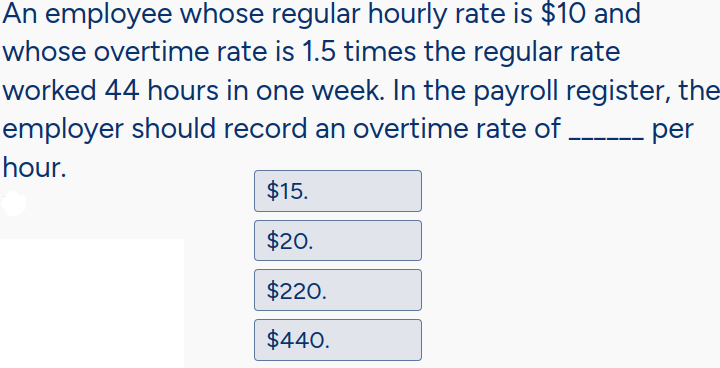 An employee whose regular hourly rate is $10 and
whose overtime rate is 1.5 times the regular rate
worked 44 hours in one week. In the payroll register, the
employer should record an overtime rate of ______ per
hour.
$15.
$20.
$220.
$440.